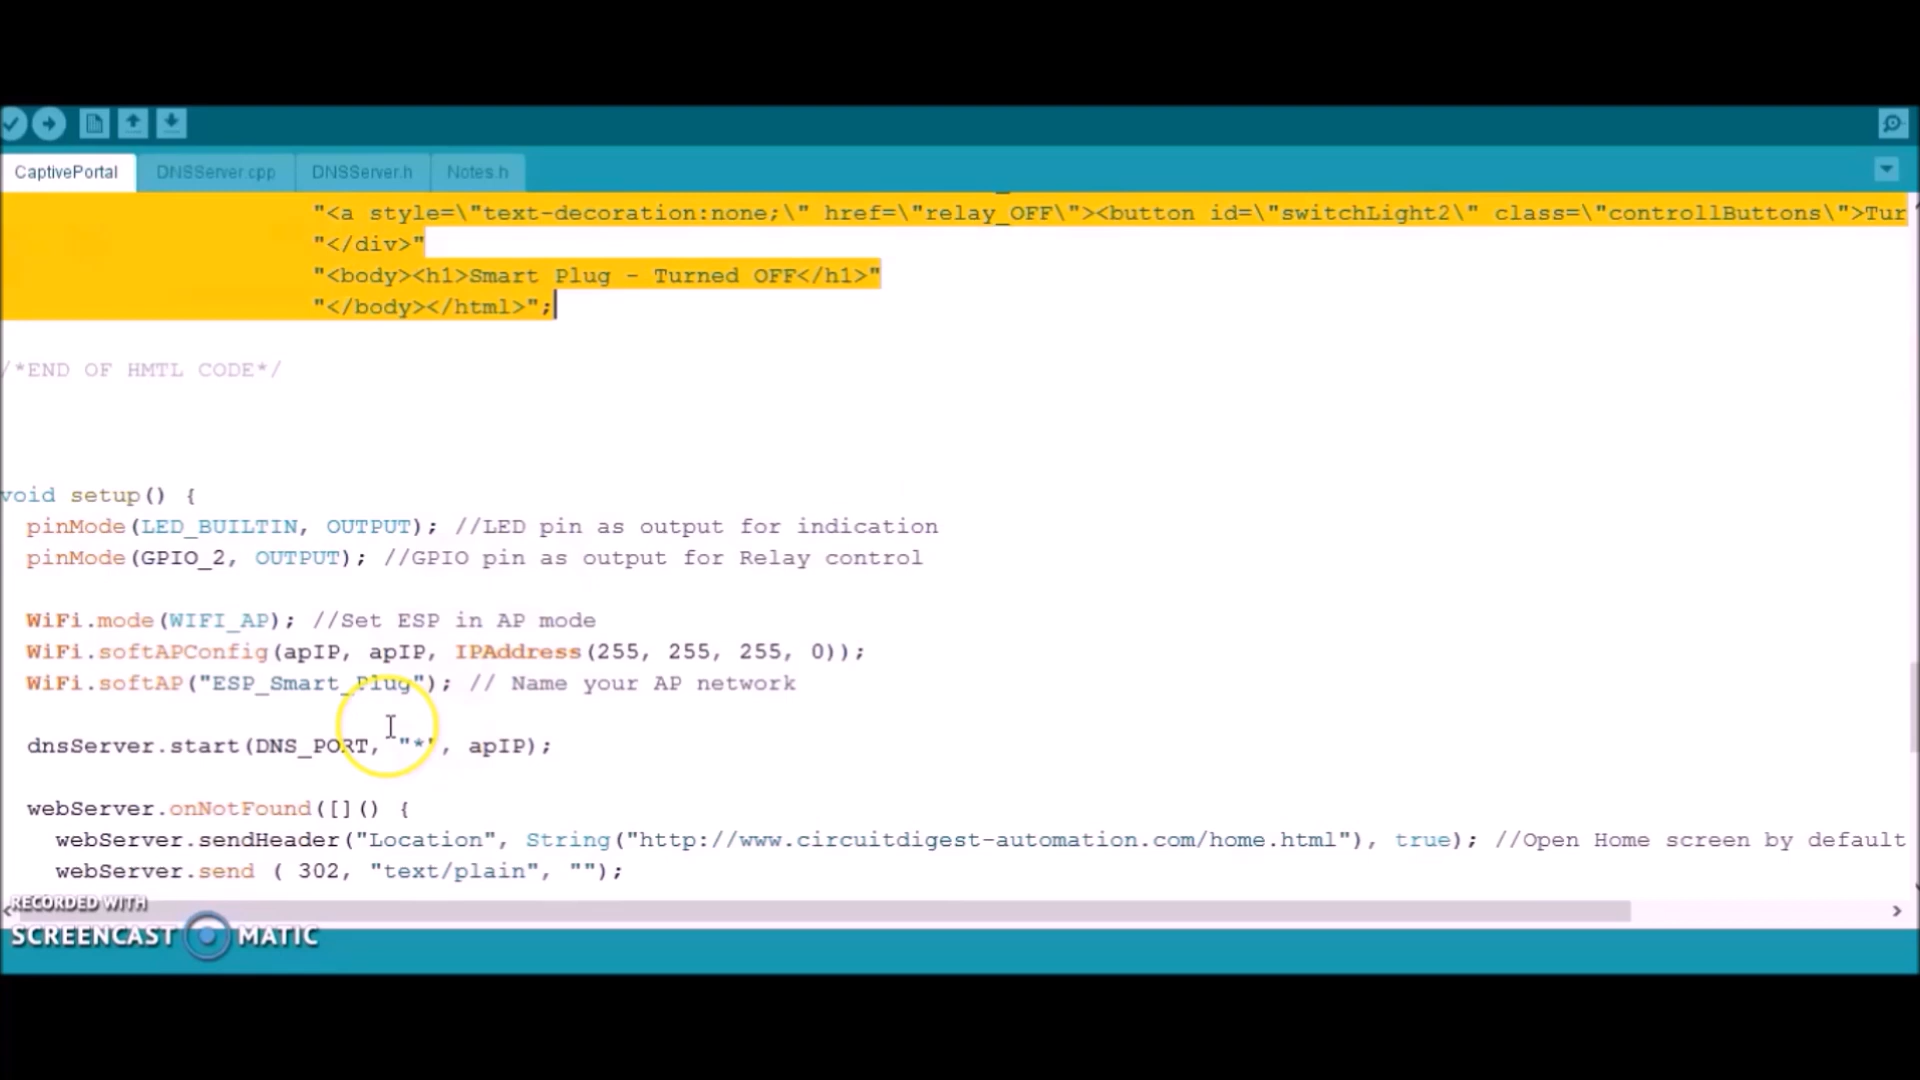 CaptivePortal DNSServer.cpp DNSServer.h Notes.h
"<a style=\"text-decoration:none;\" href=\"relay_OFF\"><button id=\"switchLight2\" class=\"controllButtons\">Tur
"</div>"
"<body><h1>Smart Plug - Turned OFF</h1>"
"</body></html>";
/*END OF HMTL CODE*/
void setup() {
pinMode(LED_BUILTIN, OUTPUT); //LED pin as output for indication
pinMode(GPIO_2, OUTPUT); //GPIO pin as output for Relay control
WiFi.mode(WIFI_AP); //Set ESP in AP mode
WiFi.softAPConfig(apIP, apIP, IPAddress(255, 255, 255, 0));
WiFi.softAP("ESP_Smart_Plug"); // Name your AP network
dnsServer.start(DNS_PORT, "*", apIP);
webServer.onNotFound([]() {
webServer.sendHeader("Location", String("http://www.circuitdigest-automation.com/home.html"), true); //Open Home screen by default
webServer.send ( 302, "text/plain", "");
RECORDED WITH
SCREENCAST MATIC